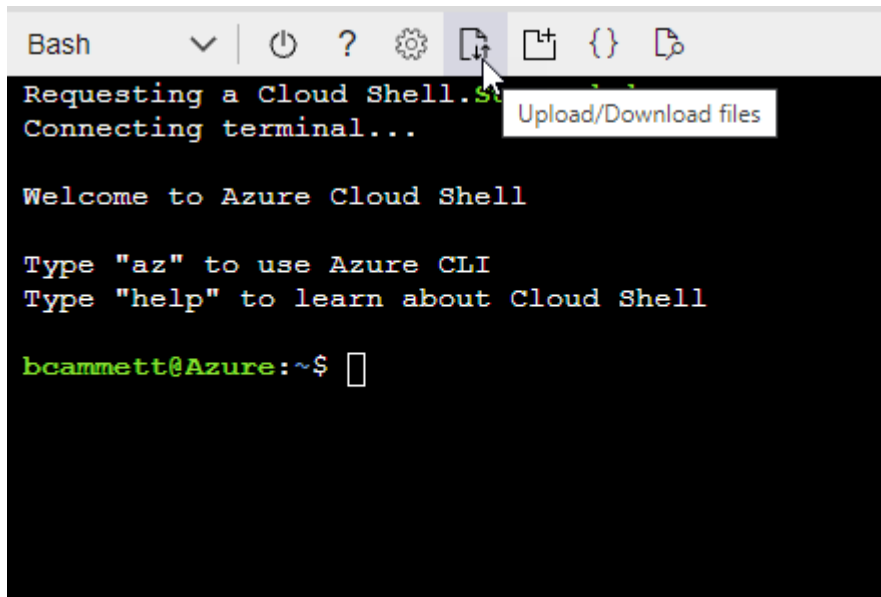 Bash
?
{}
Requesting a Cloud Shell.
Upload/Download files
Connecting terminal...
Welcome to Azure Cloud Shell
Type "az" to use Azure CLI
Type "help" to learn about Cloud Shell
bcammett@Azure:~$